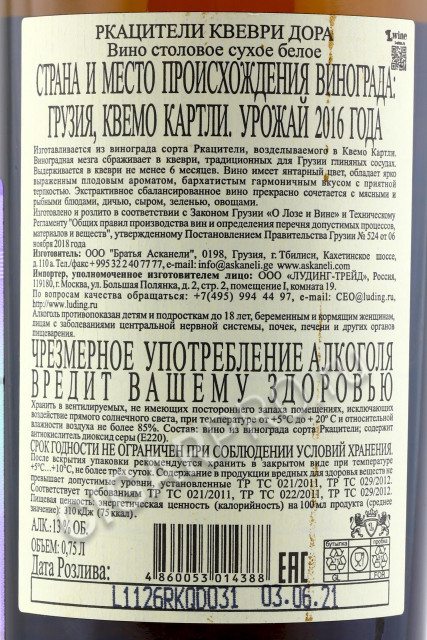 РКАЦИТЕЛИ КВЕВРИ ДОРА
Вино столовое сухое белое
СТРАНА И МЕСТО ПРОИСХОЖДЕНИЯ ВИНОГРАДА:
ГРУЗИЯ, КВЕМО КАРТЛИ. УРОЖАЙ 2016 ГОДА
Изготавливается из винограда сорта Ркацители, возделываемого в Квемо Картли.
Виноградная мезга сбраживает в квеври, традиционных для Грузии глиняных сосудах.
Выдерживается в квеври не менее 6 месяцев. Вино имеет янтарный цвет, обладает ярко
выраженным плодовым ароматом, бархатистым гармоничным вкусом с приятной
терпкостью. Экстрактивное сбалансированное вино прекрасно сочетается с мясными и
рыбными блюдами, дичью, сыром, зеленью, овощами.
Изготовлено и розлито в соответствии с Законом Грузии «О Лозе и Вине» и Техническому
Регламенту "Общих правил производства вин и определения перечня допустимых процессов,
материалов и веществ", утвержденному Постановлением Правительства Грузии № 524 от 06
ноября 2018 года
Изготовитель: ООО "Братья Асканели", 0198, Грузия, г. Тбилиси, Кахетинское шоссе,
д.110 а. Тел./факс +995 32 2 40 77 77, e-mail: info@askaneli.ge www.askaneli.com
Импортер, уполномоченное изготовителем лицо: ООО «ЛУДИНГ-ТРЕЙД», Россия,
119180, г. Москва, ул. Большая Полянка, д. 2, стр. 2, помещение I, комната 19.
По вопросам качества обращаться: +7(495) 994 44 97, e-mail: CEO@luding.ru,
http://www.luding.ru
Алкоголь противопоказан детям и подросткам до 18 лет, беременным и кормящим женщинам,
лицам с заболеваниями центральной нервной системы, почек, печени и других органов
пищеварения.
ЧРЕЗМЕРНОЕ УПОТРЕБЛЕНИЕ АЛКОГОЛЯ
ВРЕДИТ ВАШЕМУ ЗДОРОВЬЮ
Хранить в вентилируемых, не имеющих постороннего запаха помещениях, исключающих
воздействие прямого солнечного света, при температуре от +5°С до + 20° С и относительной
влажности воздуха не более 85%. Состав: вино из винограда сорта Ркацители; содержит
антиокислитель диоксид серы (Е220).
СРОК ГОДНОСТИ НЕ ОГРАНИЧЕН ПРИ СОБЛЮДЕНИИ УСЛОВИЙ ХРАНЕНИЯ.
После вскрытия упаковки рекомендуется хранить в закрытом виде при температуре
+5°С...+10°С, не более трёх суток. Содержание в продукции вредных для здоровья веществ не
превышает допустимого уровня, установленного ТР ТС 021/2011, ТР ТС 029/2012.
Соответствует требованиям ТР ТС 021/2011, ТР ТС 022/2011, ТР ТС 029/2012.
Пищевая ценность: энергетическая ценность (калорийность) на 100 мл продукта (среднее
значение): 310 кДж (75 ккал).
АЛК.:13 % ОБ.
ОБЪЕМ: 0,75 Л
Дата Розлива:
4 860053 014388
EAC
бутылка
GL
пробка
L1126RKQD031 03.06.21